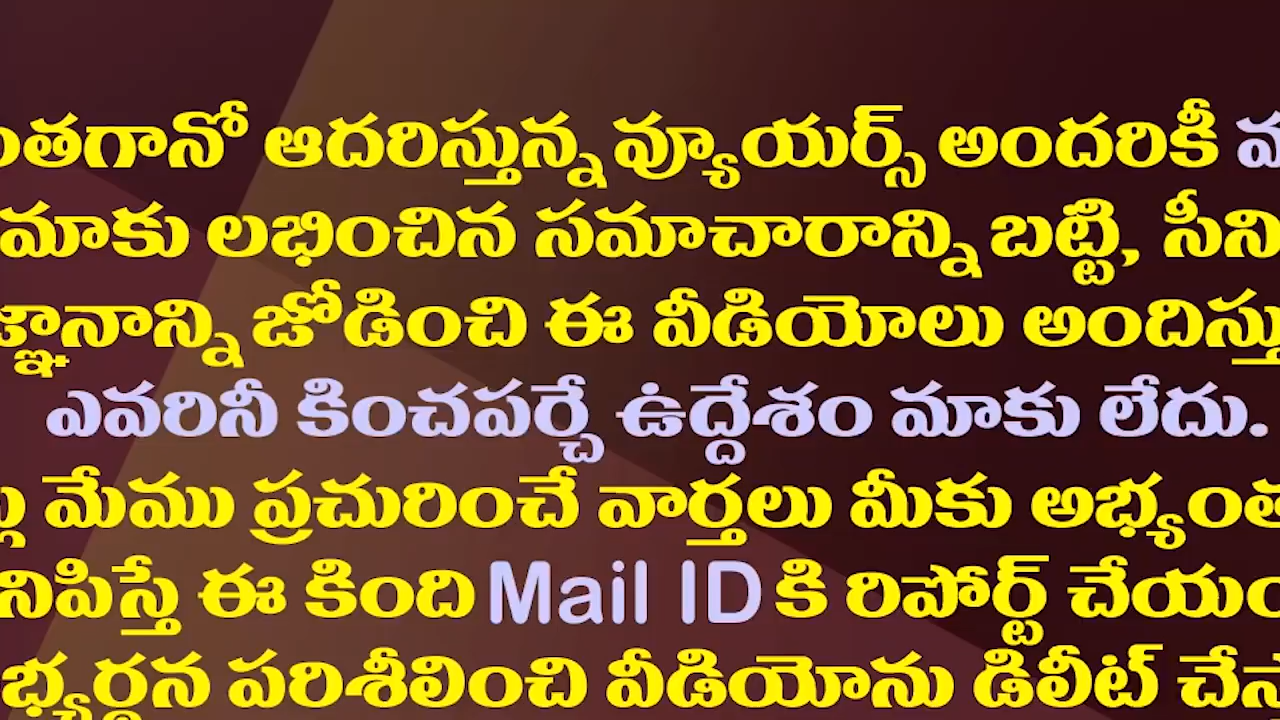 ంతగానో ఆదరిస్తున్న వ్యూయర్స్ అందరికీ
మాకు లభించిన సమాచారాన్ని బట్టి, సీని
జ్ఞానాన్ని జోడించి ఈ వీడియోలు అందిస్తు
ఎవరినీ కించపర్చే ఉద్దేశం మాకు లేదు.
మేము ప్రచురించే వార్తలు మీకు అభ్యంత
నిపిస్తే ఈ కింది Mail ID కి రిపోర్ట్ చేయం
భ్యర్థన పరిశీలించి వీడియోను డిలీట్ చేస